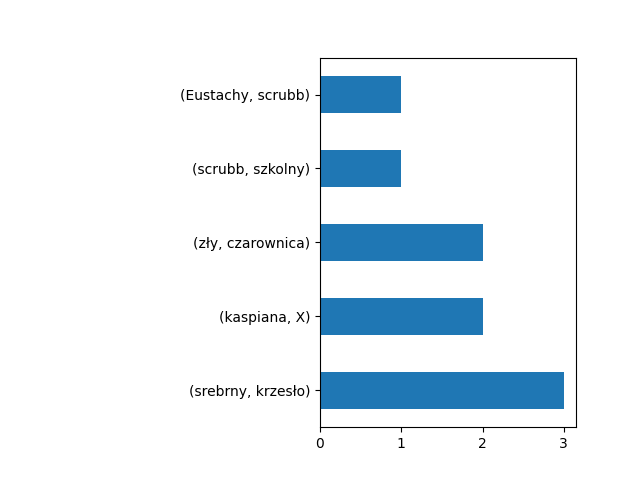 (Eustachy, scrubb)
(scrubb, szkolny)
(zły, czarownica)
(kaspiana, X)
(srebrny, krzesło)
0 1 2 3